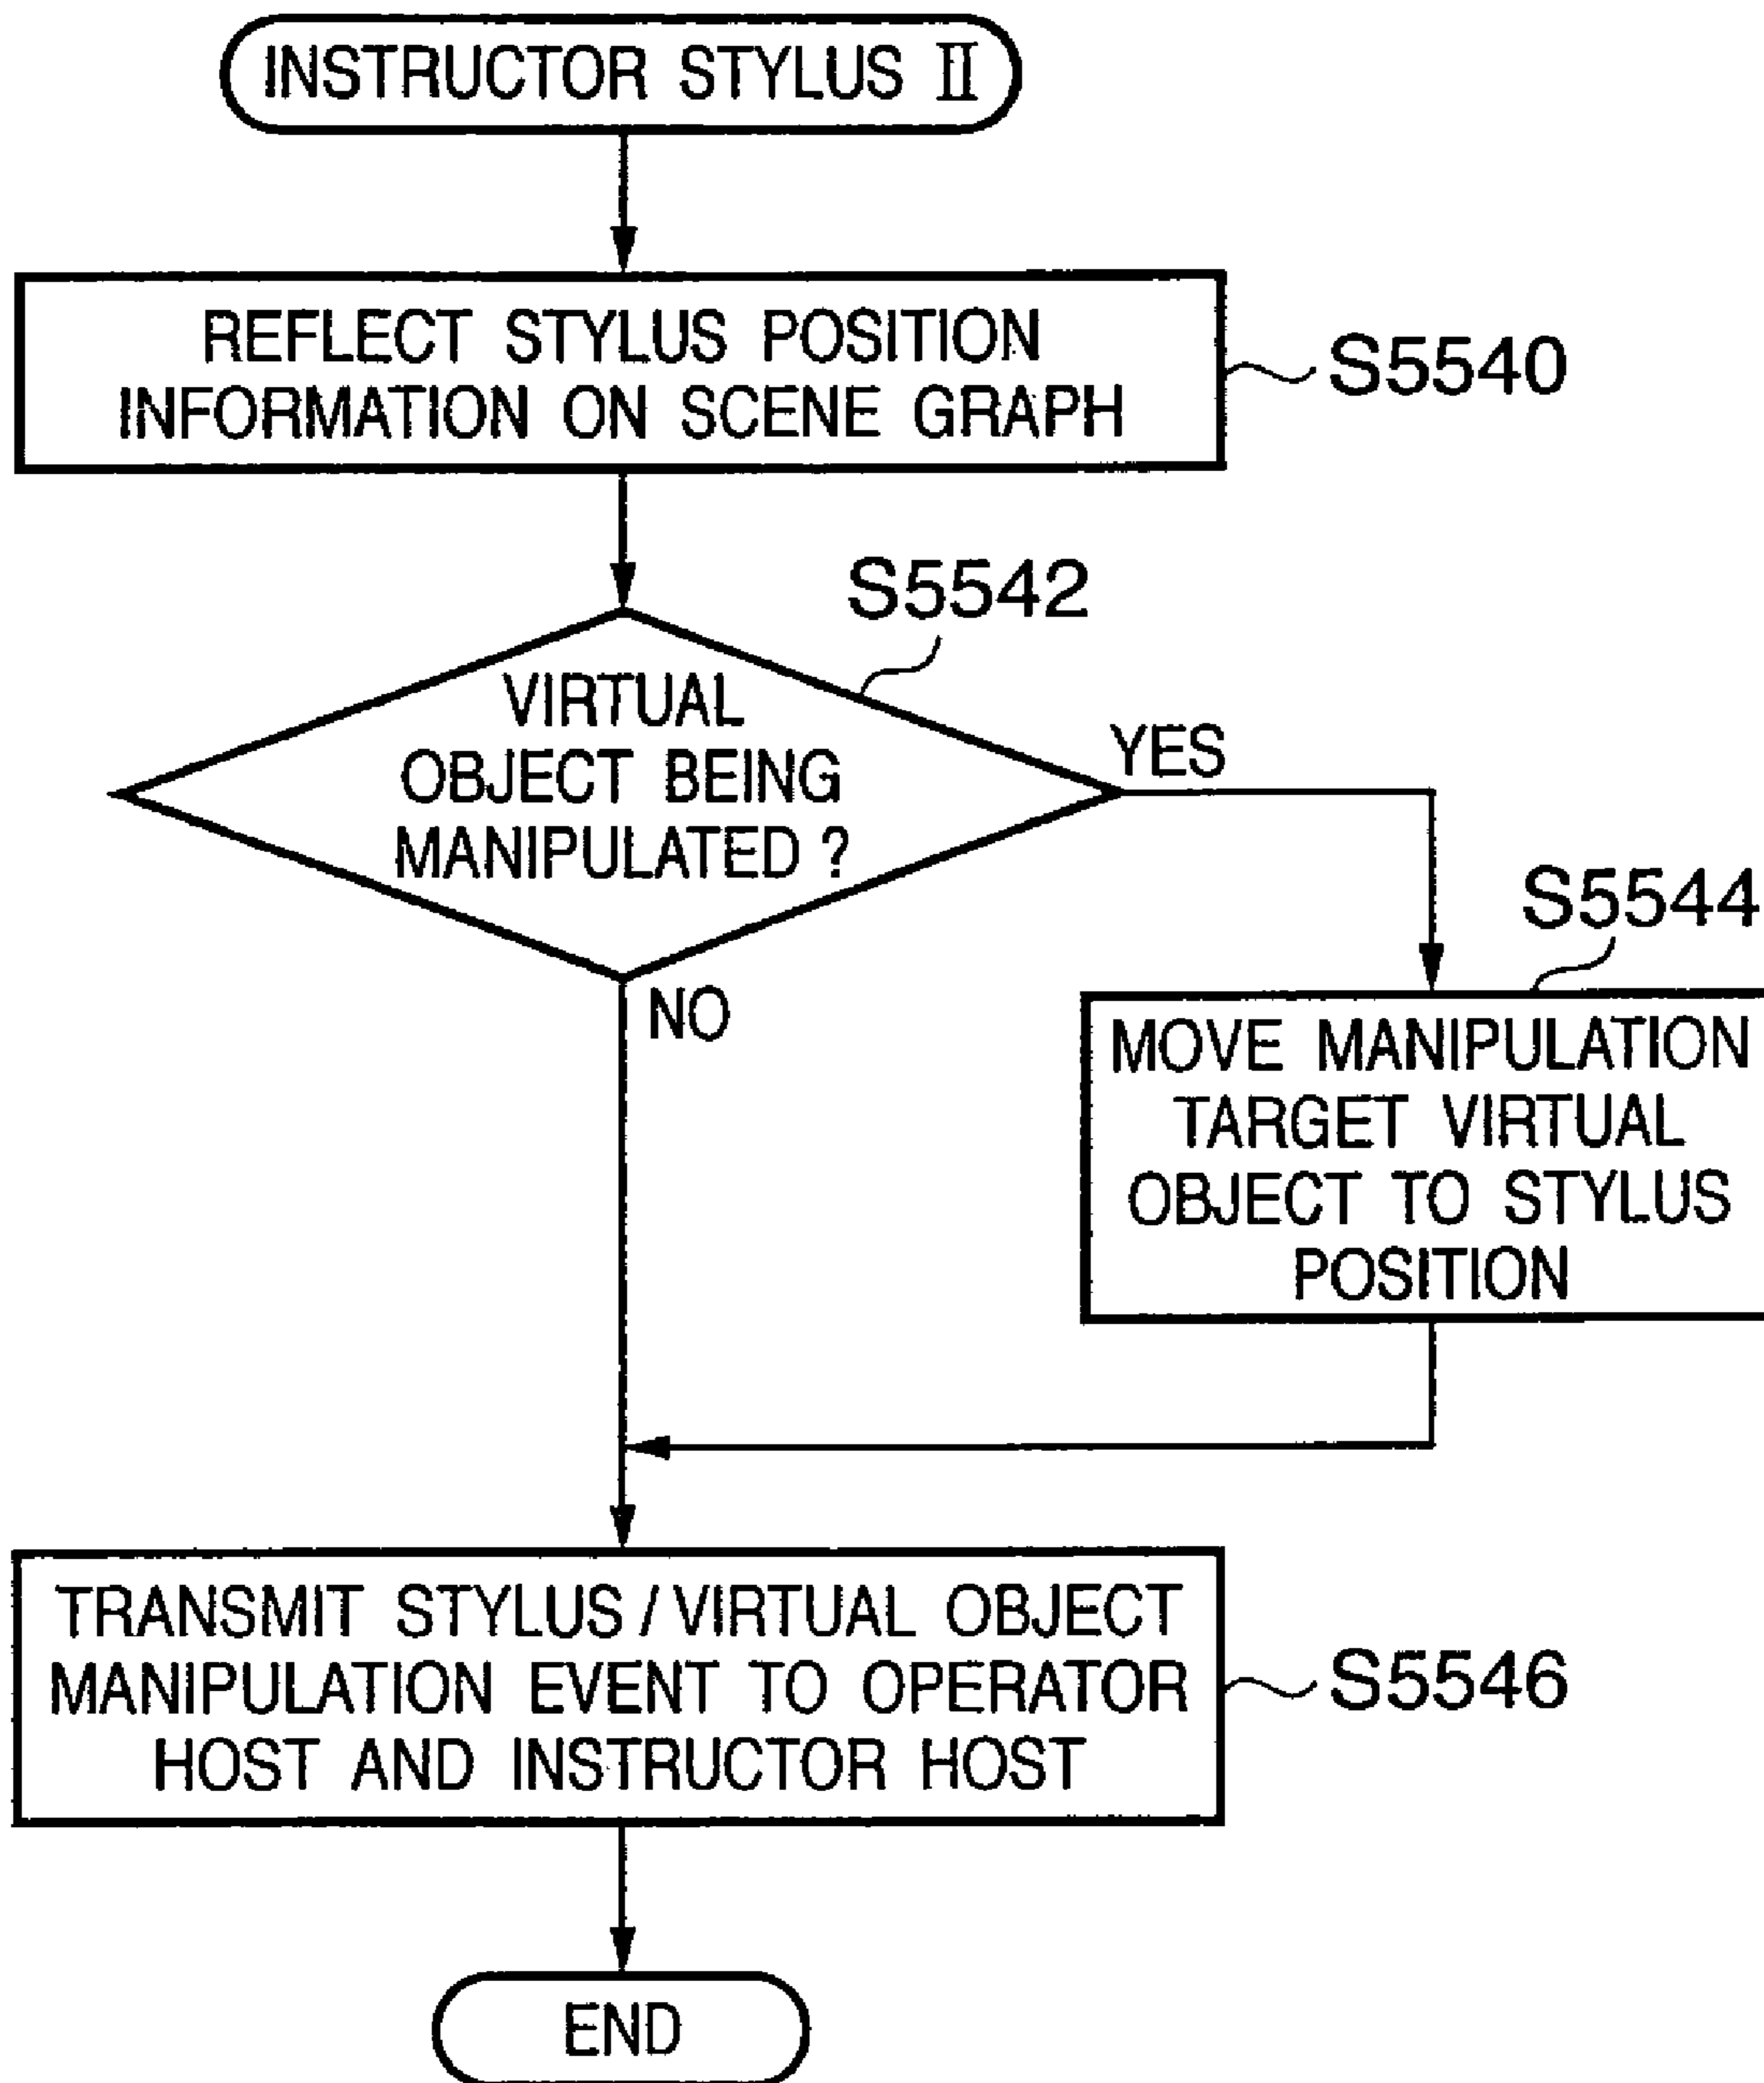 INSTRUCTOR STYLUS II
REFLECT STYLUS POSITION
INFORMATION ON SCENE GRAPH
S5540
S5542
VIRTUAL
OBJECT BEING
MANIPULATED ?
YES
NO
S5544
MOVE MANIPULATION
TARGET VIRTUAL
OBJECT TO STYLUS
POSITION
TRANSMIT STYLUS / VIRTUAL OBJECT
MANIPULATION EVENT TO OPERATOR
HOST AND INSTRUCTOR HOST
S5546
END